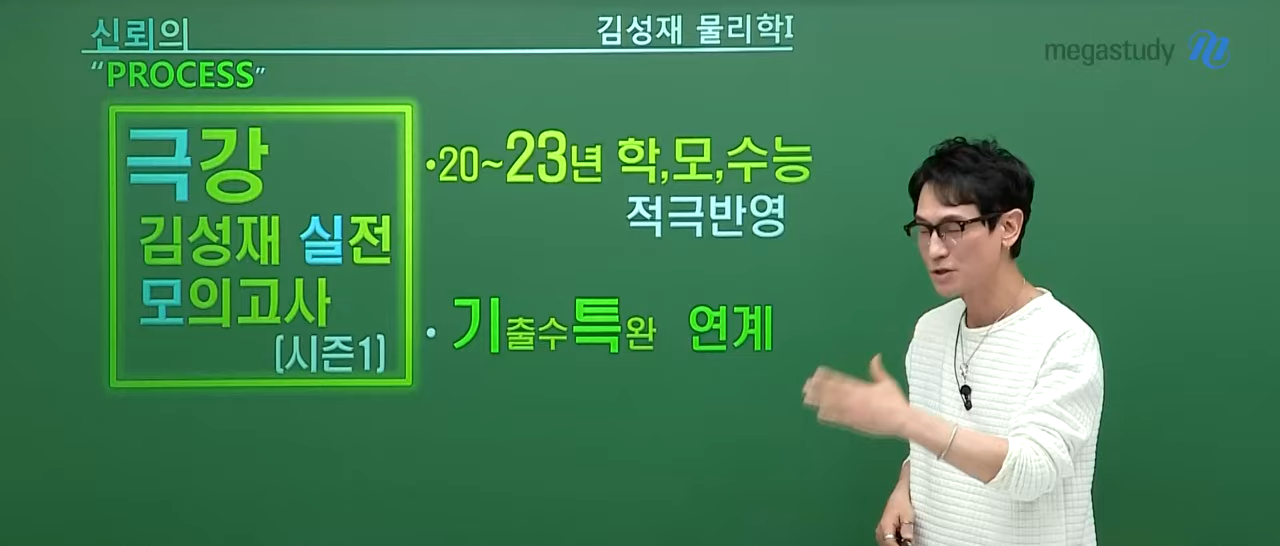 신뢰의
김성재 물리학I
megastudy m
“PROCESS”
극강
김성재 실전
모의고사
(시즌1)
•20~23년 학,모,수능
적극반영
• 기출수특완 연계